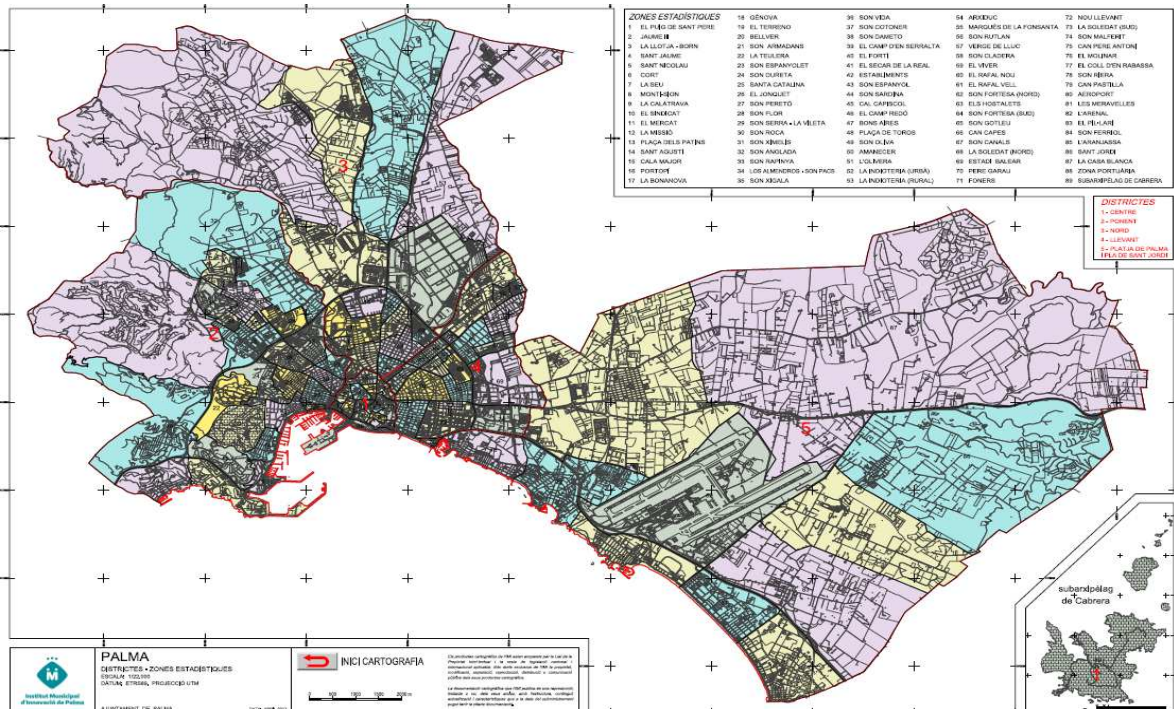 ZONES ESTADÍSTIQUES
1 EL PUIG DE SANT PERE
2 JAUME III
3 LA LLOTJA - BORN
4 SANT JAUME
5 SANT NICOLAU
6 CORT
7 LA SEU
8 MONTI-SION
9 LA CALATRAVA
10 EL SINDICAT
11 EL MERCAT
12 LA MISSIÓ
13 PLAÇA DELS PATINS
14 SANT AGUSTÍ
15 CALA MAJOR
16 PORTOPÍ
17 LA BONANOVA
18 GÈNOVA
19 EL TERRENO
20 BELLVER
21 SON ARMADANS
22 LA TEULERA
23 SON ESPANYOLET
24 SON DURETA
25 SANTA CATALINA
26 EL JONQUET
27 SON PERETÓ
28 SON FLOR
29 SON SERRA - LA VILETA
30 SON ROCA
31 SON XIMELIS
32 SON ANGLADA
33 SON RAPINYA
34 LOS ALMENDROS - SON PACS
35 SON XIGALA
36 SON VIDA
37 SON COTONER
38 SON DAMETO
39 EL CAMP D'EN SERRALTA
40 EL FORTÍ
41 EL SECAR DE LA REAL
42 ESTABLIMENTS
43 SON ESPANYOL
44 SON SARDINA
45 CAL CAPISCOL
46 EL CAMP REDÓ
47 BONS AIRES
48 PLAÇA DE TOROS
49 SON OLIVA
50 AMANECER
51 L'OLIVERA
52 LA INDIOTERIA (URBÀ)
53 LA INDIOTERIA (RURAL)
54 ARXIDUC
55 MARQUÈS DE LA FONSANTA
56 SON RUTLAN
57 VERGE DE LLUC
58 SON CLADERA
59 EL VIVER
60 EL RAFAL NOU
61 EL RAFAL VELL
62 SON FORTESA (NORD)
63 ELS HOSTALETS
64 SON FORTESA (SUD)
65 SON GOTLEU
66 CAN CAPES
67 SON CANALS
68 LA SOLEDAT (NORD)
69 ESTADI BALEAR
70 PERE GARAU
71 FONERS
72 NOU LLEVANT
73 LA SOLEDAT (SUD)
74 SON MALFERIT
75 CAN PERE ANTONI
76 EL MOLINAR
77 EL COLL D'EN RABASSA
78 SON RIERA
79 CAN PASTILLA
80 AEROPORT
81 LES MERAVELLES
82 L'ARENAL
83 EL PIL·LARÍ
84 SON FERRIOL
85 L'ARANJASSA
86 SANT JORDI
87 LA CASA BLANCA
88 ZONA PORTUÀRIA
89 SUBARXIPÈLAG DE CABRERA
DISTRICTES
1 - CENTRE
2 - PONENT
3 - NORD
4 - LLEVANT
5 - PLATJA DE PALMA
I PLA DE SANT JORDI
3
2
1
4
5
subarxipèlag
de Cabrera
1
Institut Municipal
d'Innovació de Palma
PALMA
DISTRICTES - ZONES ESTADÍSTIQUES
DATUM: ETRS89, PROJECCIÓ UTM
AJUNTAMENT DE PALMA
INICI CARTOGRAFIA